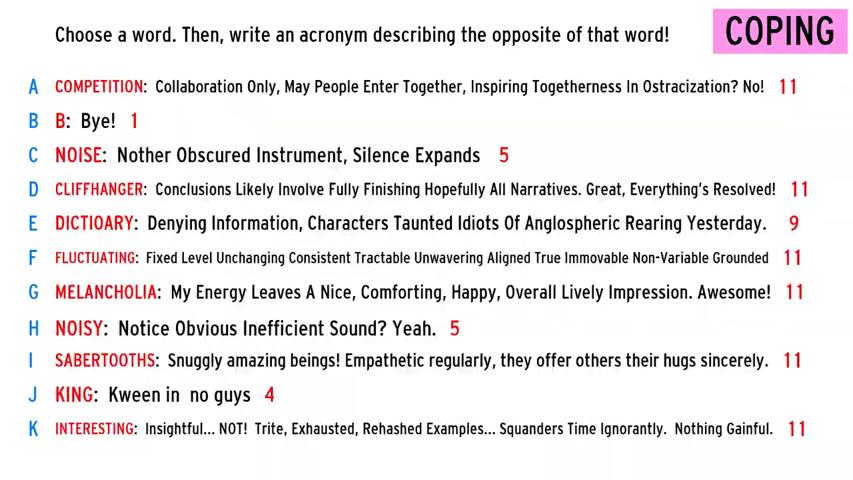 Choose a word. Then, write an acronym describing the opposite of that word! COPING
A COMPETITION: Collaboration Only, May People Enter Together, Inspiring Togetherness In Ostracization? No! 11
B B: Bye! 1
C NOISE: Nother Obscured Instrument, Silence Expands 5
D CLIFFHANGER: Conclusions Likely Involve Fully Finishing Hopefully All Narratives. Great, Everything's Resolved! 11
E DICTIOARY: Denying Information, Characters Taunted Idiots Of Anglospheric Rearing Yesterday. 9
F FLUCTUATING: Fixed Level Unchanging Consistent Tractable Unwavering Aligned True Immovable Non-Variable Grounded 11
G MELANCHOLIA: My Energy Leaves A Nice, Comforting, Happy, Overall Lively Impression. Awesome! 11
H NOISY: Notice Obvious Inefficient Sound? Yeah. 5
I SABERTOOTHS: Snuggly amazing beings! Empathetic regularly, they offer others their hugs sincerely. 11
J KING: Kween in no guys 4
K INTERESTING: Insightful... NOT! Trite, Exhausted, Rehashed Examples... Squanders Time Ignorantly. Nothing Gainful. 11